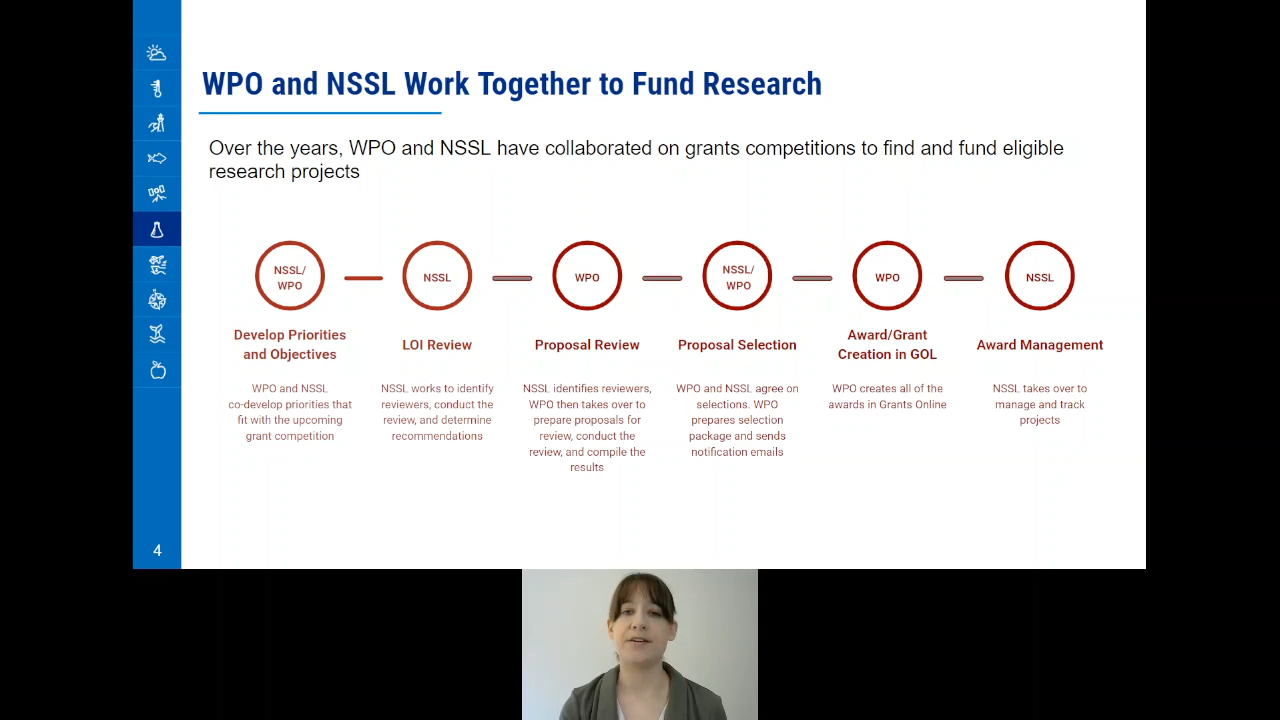 WPO and NSSL Work Together to Fund Research
Over the years, WPO and NSSL have collaborated on grants competitions to find and fund eligible
research projects
NSSL/
WPO
NSSL
WPO
NSSL/
WPO
WPO
NSSL
Develop Priorities
and Objectives
LOI Review
Proposal Review
Proposal Selection
Award/Grant
Creation in GOL
Award Management
WPO and NSSL
co-develop priorities that
fit with the upcoming
grant competition
NSSL works to identify
reviewers, conduct the
review, and determine
recommendations
NSSL identifies reviewers,
WPO then takes over to
prepare proposals for
review, conduct the
review, and compile the
results
WPO and NSSL agree on
selections. WPO
prepares selection
package and sends
notification emails
WPO creates all of the
awards in Grants Online
NSSL takes over to
manage and track
projects
4